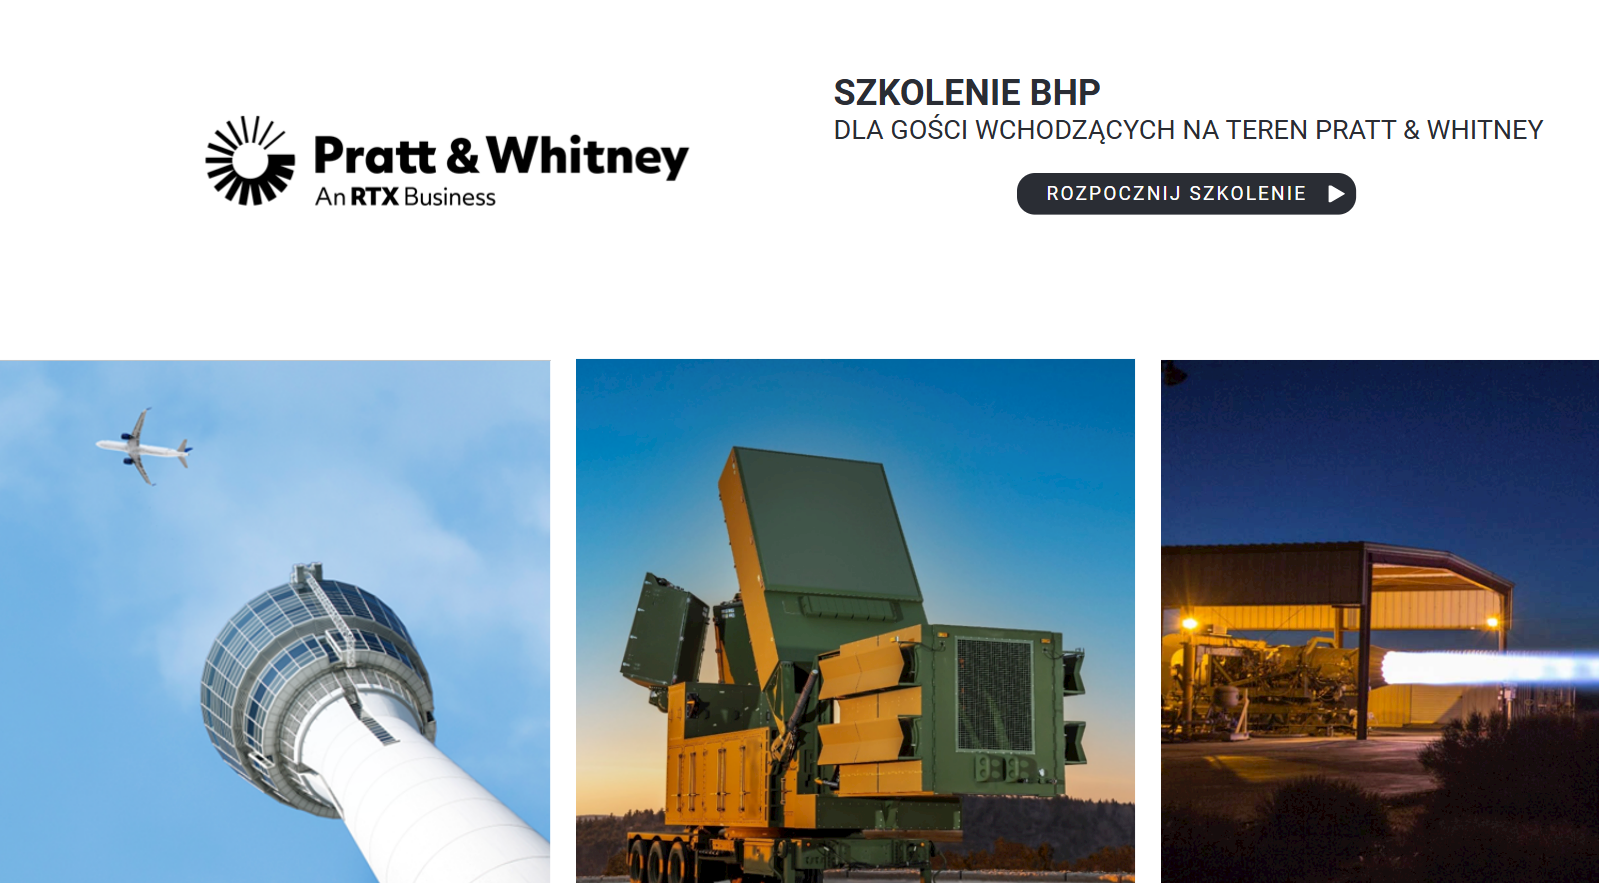 Pratt & Whitney
An RTX Business
SZKOLENIE BHP
DLA GOŚCI WCHODZĄCYCH NA TEREN PRATT & WHITNEY
ROZPOCZNIJ SZKOLENIE